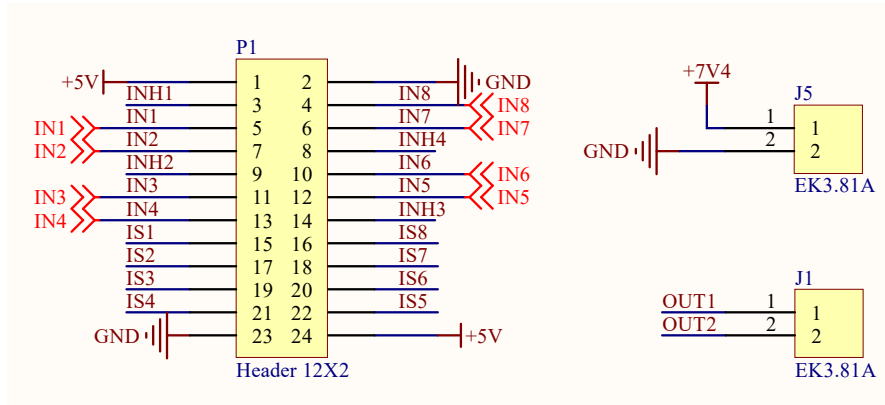 P1
+5V 1 2 GND
INH1 3 4 IN8 IN8
IN1 IN1 5 6 IN7 IN7
IN2 IN2 7 8 INH4
INH2 9 10 IN6 IN6
IN3 IN3 11 12 IN5 IN5
IN4 IN4 13 14 INH3
IS1 15 16 IS8
IS2 17 18 IS7
IS3 19 20 IS6
IS4 21 22 IS5
GND 23 24 +5V
Header 12X2
+7V4
J5
1 1
GND 2 2
EK3.81A
J1
OUT1 1 1
OUT2 2 2
EK3.81A